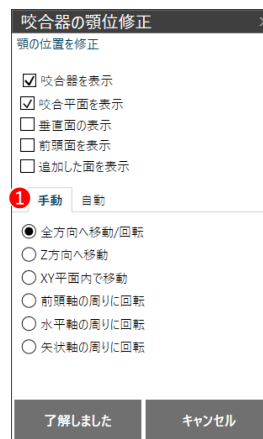 咬合器の顎位修正
顎の位置を修正
咬合器を表示
咬合平面を表示
垂直面の表示
前頭面を表示
追加した面を表示
1 手動 自動
全方向へ移動/回転
Z方向へ移動
XY平面内で移動
前頭軸の周りに回転
水平軸の周りに回転
矢状軸の周りに回転
了解しました キャンセル